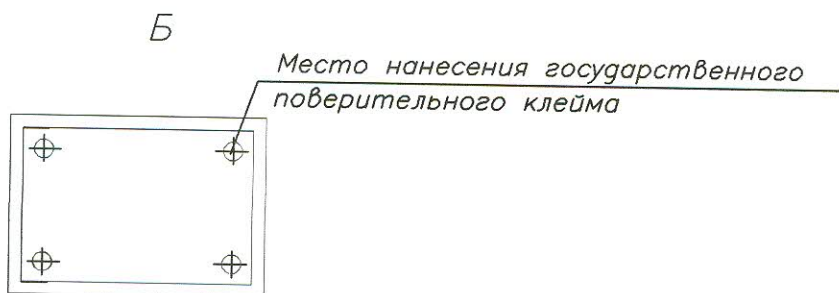 Б
Место нанесения государственного
поверительного клейма